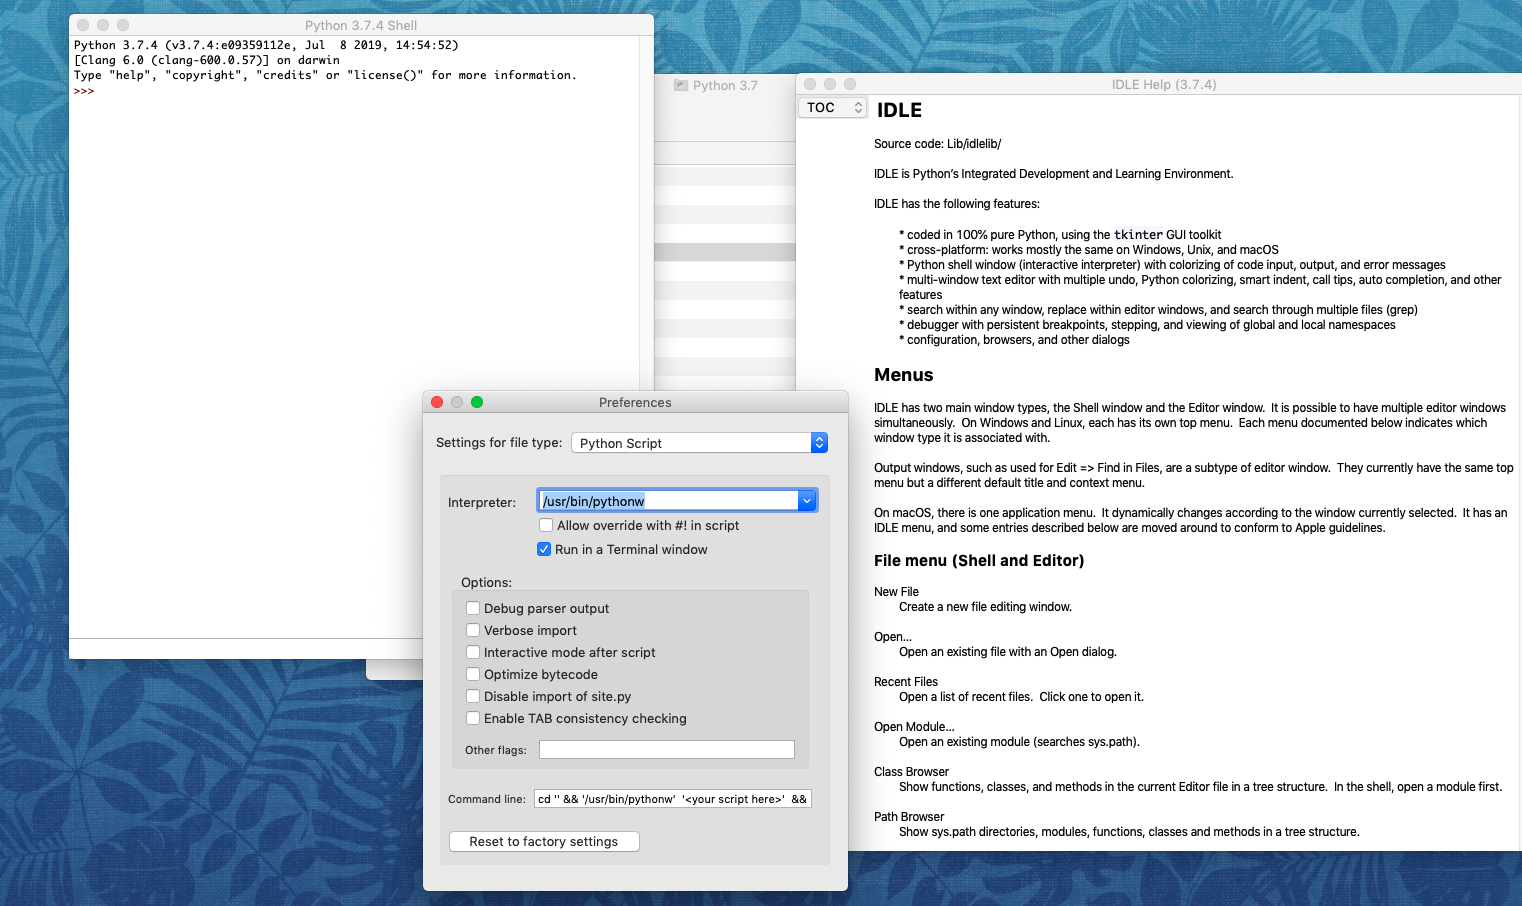 Python 3.7.4 Shell
Python 3.7.4 (v3.7.4:e09359112e, Jul  8 2019, 14:54:52)
[Clang 6.0 (clang-600.0.57)] on darwin
Type "help", "copyright", "credits" or "license()" for more information.
>>>
Python 3.7
IDLE Help (3.7.4)
TOC
IDLE
Source code: Lib/idlelib/
IDLE is Python's Integrated Development and Learning Environment.
IDLE has the following features:
* coded in 100% pure Python, using the tkinter GUI toolkit
* cross-platform: works mostly the same on Windows, Unix, and macOS
* Python shell window (interactive interpreter) with colorizing of code input, output, and error messages
* multi-window text editor with multiple undo, Python colorizing, smart indent, call tips, auto completion, and other
features
* search within any window, replace within editor windows, and search through multiple files (grep)
* debugger with persistent breakpoints, stepping, and viewing of global and local namespaces
* configuration, browsers, and other dialogs
Menus
IDLE has two main window types, the Shell window and the Editor window.  It is possible to have multiple editor windows
simultaneously.  On Windows and Linux, each has its own top menu.  Each menu documented below indicates which
window type it is associated with.
Output windows, such as used for Edit => Find in Files, are a subtype of editor window.  They currently have the same top
menu but a different default title and context menu.
On macOS, there is one application menu.  It dynamically changes according to the window currently selected.  It has an
IDLE menu, and some entries described below are moved around to conform to Apple guidelines.
File menu (Shell and Editor)
New File
Create a new file editing window.
Open...
Open an existing file with an Open dialog.
Recent Files
Open a list of recent files.  Click one to open it.
Open Module...
Open an existing module (searches sys.path).
Class Browser
Show functions, classes, and methods in the current Editor file in a tree structure.  In the shell, open a module first.
Path Browser
Show sys.path directories, modules, functions, classes and methods in a tree structure.
Preferences
Settings for file type: Python Script
Interpreter: /usr/bin/pythonw
Allow override with #! in script
Run in a Terminal window
Options:
Debug parser output
Verbose import
Interactive mode after script
Optimize bytecode
Disable import of site.py
Enable TAB consistency checking
Other flags:
Command line: cd '' && '/usr/bin/pythonw'  '<your script here>'  &&
Reset to factory settings